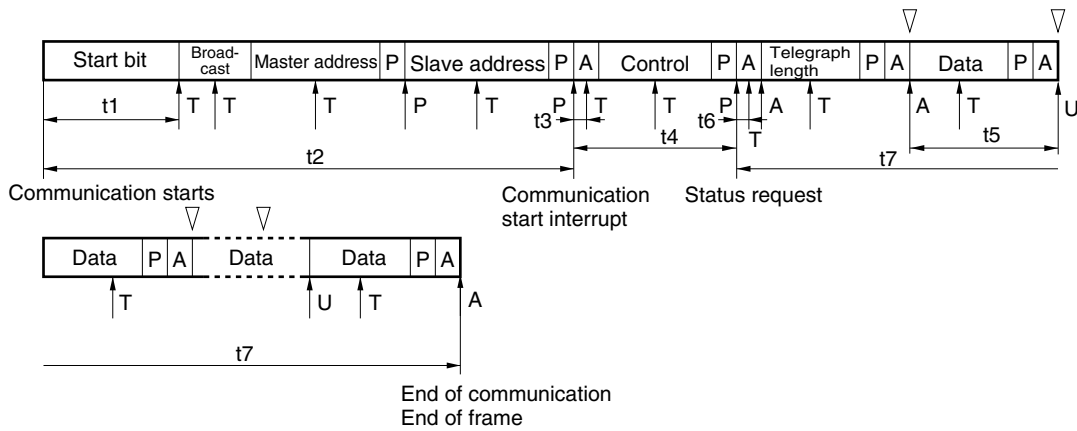 Start bit Broad-cast Master address P Slave address P A Control P A Telegraph length P A Data P A
t1 T T T P T P T T P A T A T U
t3 t6 T
t2 t4 t5
t7
Communication starts
Communication start interrupt
Status request
Data P A Data Data P A
T U T A
t7
End of communication
End of frame